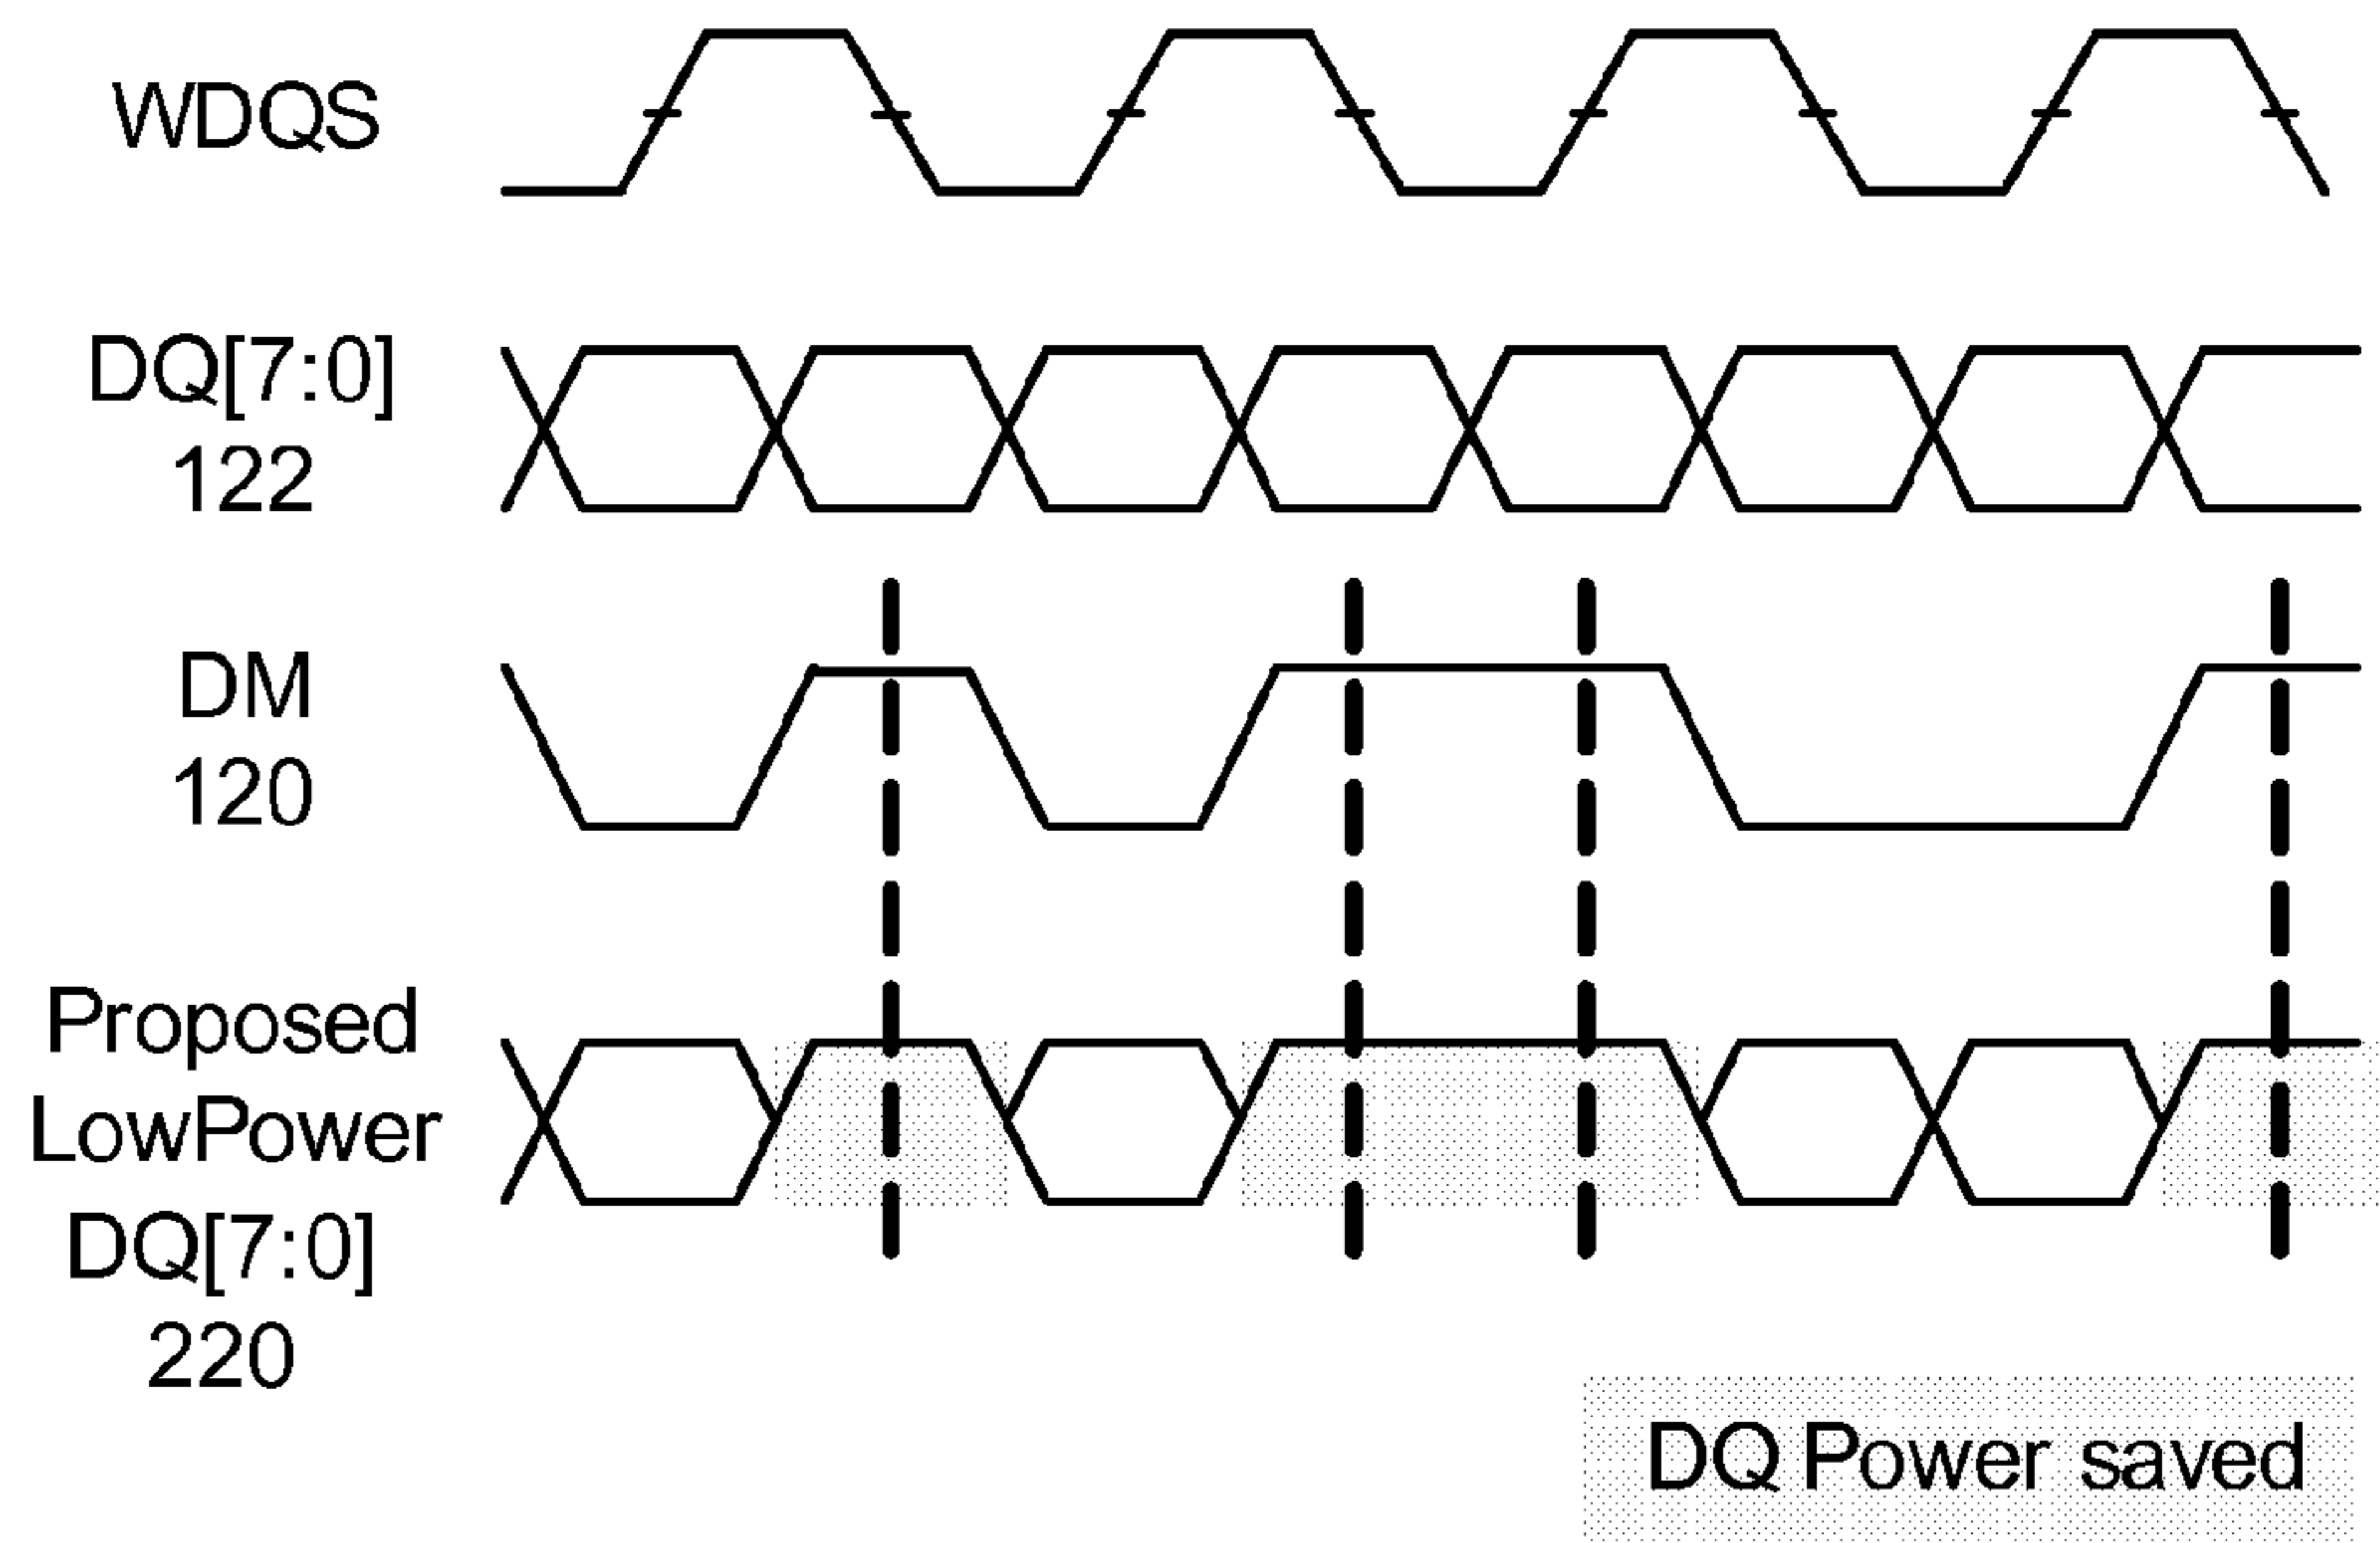 WDQS
DQ[7:0]
122
DM
120
Proposed
LowPower
DQ[7:0]
220
DQ Power saved